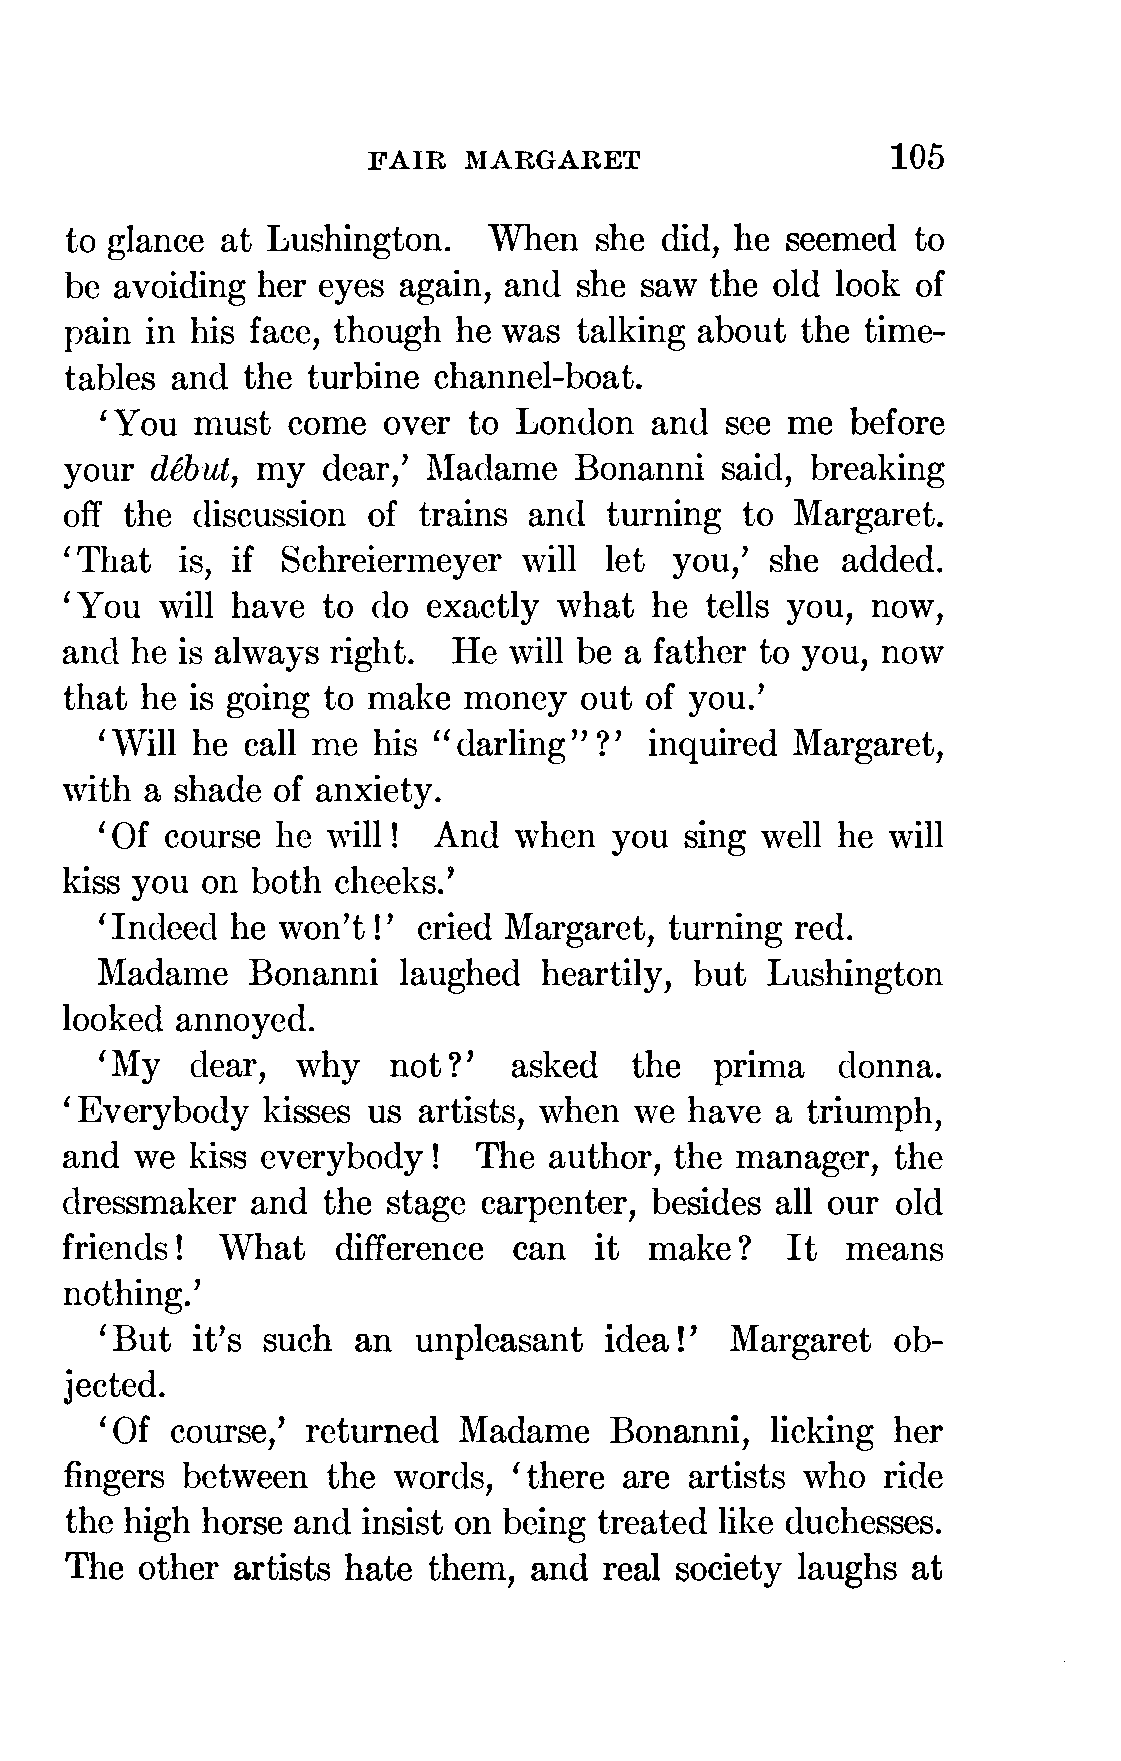 FAIR MARGARET 105
to glance at Lushington. When she did, he seemed to
be avoiding her eyes again, and she saw the old look of
pain in his face, though he was talking about the time-
tables and the turbine channel-boat.
'You must come over to London and see me before
your début, my dear,' Madame Bonanni said, breaking
off the discussion of trains and turning to Margaret.
'That is, if Schreiermeyer will let you,' she added.
'You will have to do exactly what he tells you, now,
and he is always right. He will be a father to you, now
that he is going to make money out of you.'
'Will he call me his "darling"?' inquired Margaret,
with a shade of anxiety.
'Of course he will! And when you sing well he will
kiss you on both cheeks.'
'Indeed he won't!' cried Margaret, turning red.
Madame Bonanni laughed heartily, but Lushington
looked annoyed.
'My dear, why not?' asked the prima donna.
'Everybody kisses us artists, when we have a triumph,
and we kiss everybody! The author, the manager, the
dressmaker and the stage carpenter, besides all our old
friends! What difference can it make? It means
nothing.'
'But it's such an unpleasant idea!' Margaret ob-
jected.
'Of course,' returned Madame Bonanni, licking her
fingers between the words, 'there are artists who ride
the high horse and insist on being treated like duchesses.
The other artists hate them, and real society laughs at